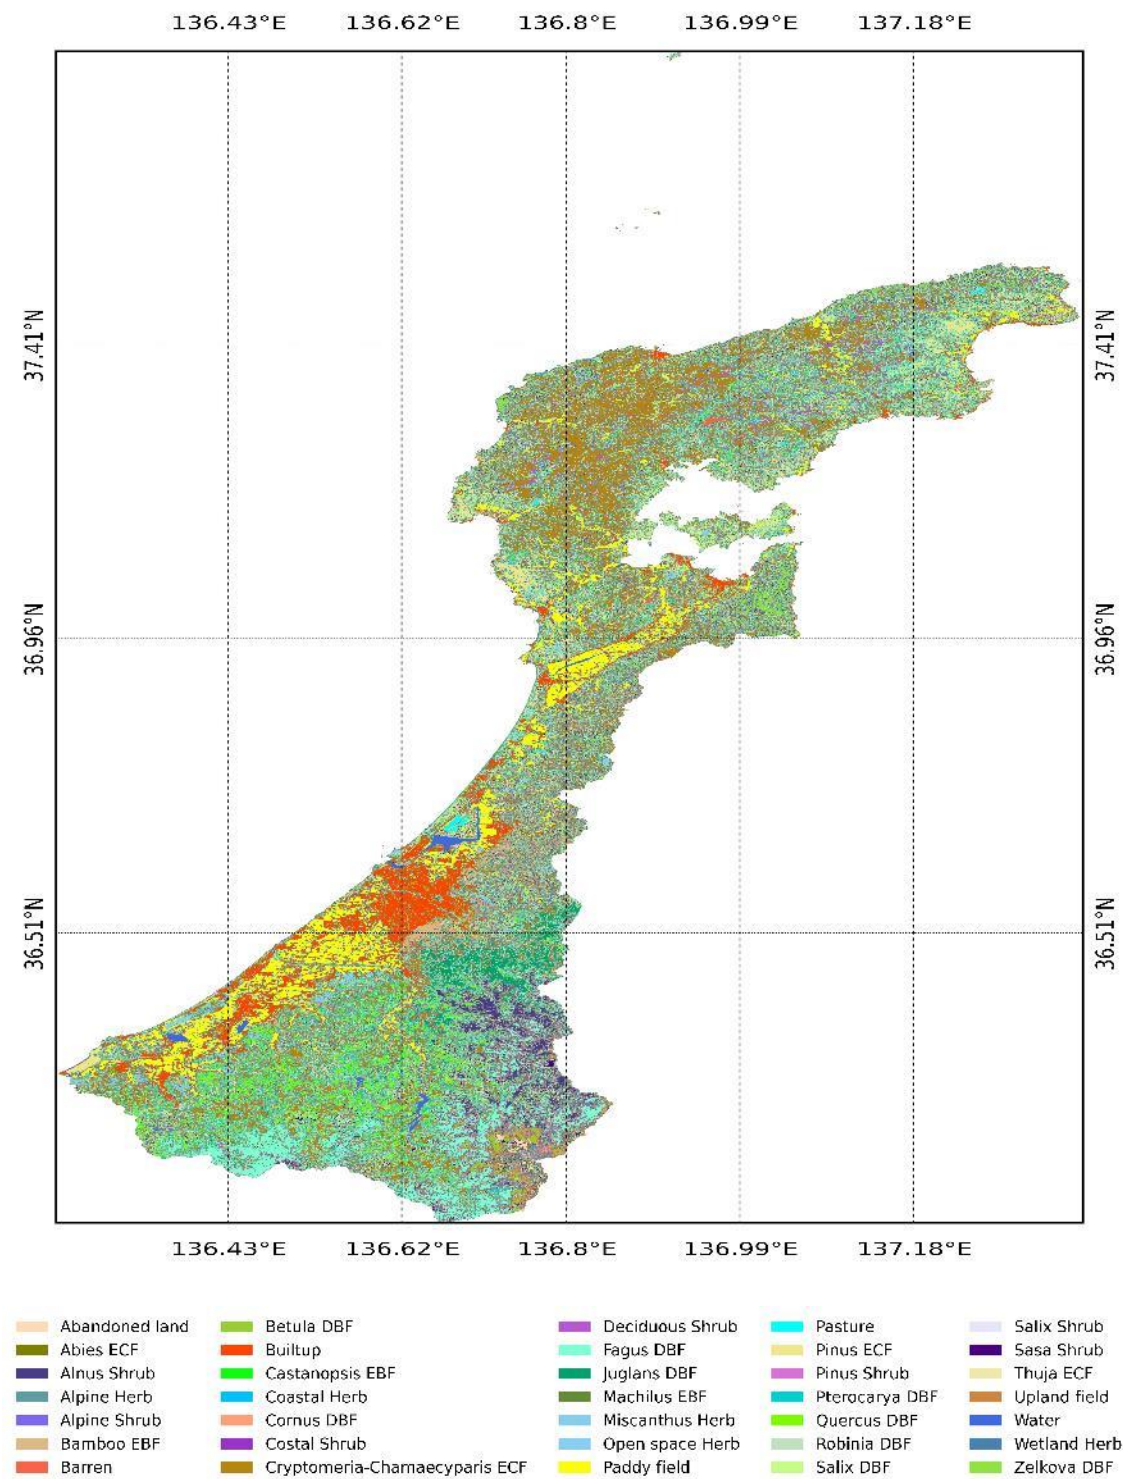 136.43°E 136.62°E 136.8°E 136.99°E 137.18°E
37.41°N 37.41°N
36.96°N 36.96°N
36.51°N 36.51°N
136.43°E 136.62°E 136.8°E 136.99°E 137.18°E
Abandoned land
Abies ECF
Alnus Shrub
Alpine Herb
Alpine Shrub
Bamboo EBF
Barren
Betula DBF
Builtup
Castanopsis EBF
Coastal Herb
Cornus DBF
Costal Shrub
Cryptomeria-Chamaecyparis ECF
Deciduous Shrub
Fagus DBF
Juglans DBF
Machilus EBF
Miscanthus Herb
Open space Herb
Paddy field
Pasture
Pinus ECF
Pinus Shrub
Pterocarya DBF
Quercus DBF
Robinia DBF
Salix DBF
Salix Shrub
Sasa Shrub
Thuja ECF
Upland field
Water
Wetland Herb
Zelkova DBF